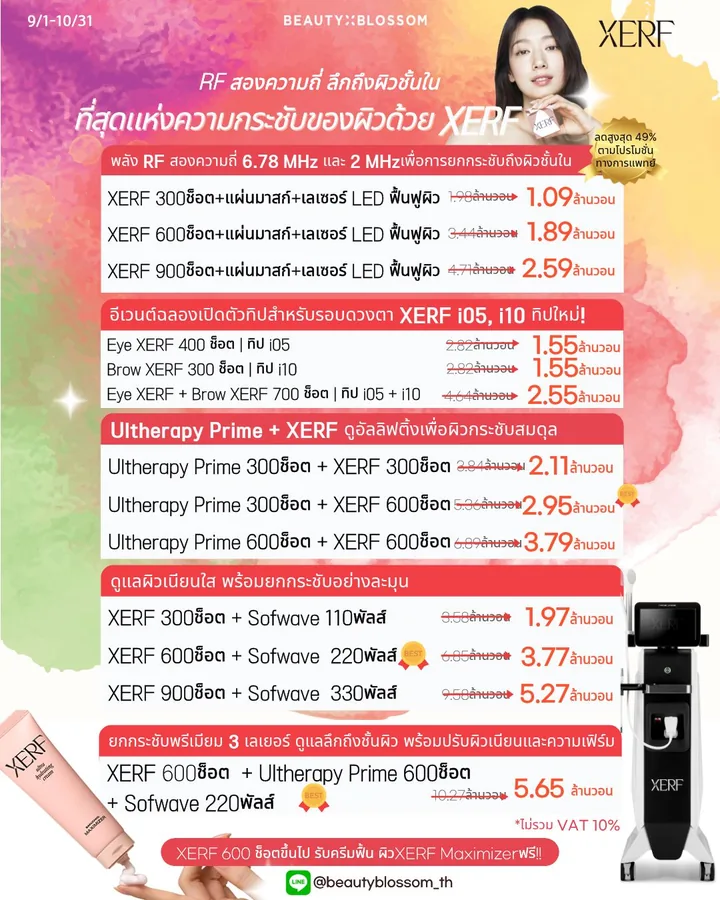 9/1-10/31
BEAUTY BLOSSOM
XERF
RF สองความถี่ ลึกถึงผิวชั้นใน
ที่สุดแห่งความกระชับของผิวด้วย XERF
XERF
ลดสูงสุด 49%
ตามโปรโมชั่น
ทางการแพทย์
พลัง RF สองความถี่ 6.78 MHz และ 2 MHzเพื่อการยกกระชับถึงผิวชั้นใน
XERF 300ช็อต+แผ่นมาสก์+เลเซอร์ LED ฟื้นฟูผิว 1.98ล้านวอน 1.09ล้านวอน
XERF 600ช็อต+แผ่นมาสก์+เลเซอร์ LED ฟื้นฟูผิว 3.44ล้านวอน 1.89ล้านวอน
XERF 900ช็อต+แผ่นมาสก์+เลเซอร์ LED ฟื้นฟูผิว 4.71ล้านวอน 2.59ล้านวอน
อีเวนต์ฉลองเปิดตัวทิปสำหรับรอบดวงตา XERF i05, i10 ทิปใหม่!
Eye XERF 400 ช็อต | ทิป i05 2.82ล้านวอน 1.55ล้านวอน
Brow XERF 300 ช็อต | ทิป i10 2.82ล้านวอน 1.55ล้านวอน
Eye XERF + Brow XERF 700 ช็อต | ทิป i05 + i10 4.64ล้านวอน 2.55ล้านวอน
Ultherapy Prime + XERF ดูอัลลิฟติ้งเพื่อผิวกระชับสมดุล
Ultherapy Prime 300ช็อต + XERF 300ช็อต 3.84ล้านวอน 2.11ล้านวอน
Ultherapy Prime 300ช็อต + XERF 600ช็อต 5.36ล้านวอน 2.95ล้านวอน BEST
Ultherapy Prime 600ช็อต + XERF 600ช็อต 6.89ล้านวอน 3.79ล้านวอน
ดูแลผิวเนียนใส พร้อมยกกระชับอย่างละมุน
XERF 300ช็อต + Sofwave 110พัลส์ 3.58ล้านวอน 1.97ล้านวอน
XERF 600ช็อต + Sofwave 220พัลส์ BEST 6.85ล้านวอน 3.77ล้านวอน
XERF 900ช็อต + Sofwave 330พัลส์ 9.58ล้านวอน 5.27ล้านวอน
ยกกระชับพรีเมียม 3 เลเยอร์ ดูแลลึกถึงชั้นผิว พร้อมปรับผิวเนียนและความเฟิร์ม
XERF 600ช็อต + Ultherapy Prime 600ช็อต
+ Sofwave 220พัลส์ BEST 10.27ล้านวอน 5.65 ล้านวอน
*ไม่รวม VAT 10%
XERF 600 ช็อตขึ้นไป รับครีมฟื้น ผิวXERF Maximizerฟรี!!
LINE @beautyblossom_th
XERF
XERF
ultra
hydrating
cream
MAXIMIZER